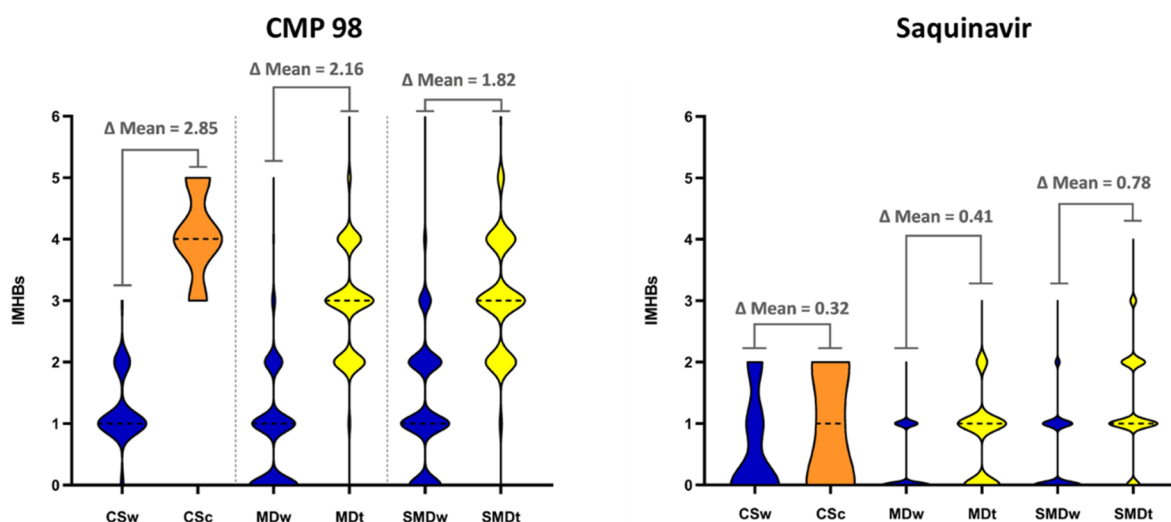 CMP 98
Δ Mean = 2.85
Δ Mean = 2.16
Δ Mean = 1.82
IMHBs
6
5
4
3
2
1
0
CSw CSc MDw MDt SMDw SMDt
Saquinavir
Δ Mean = 0.32
Δ Mean = 0.41
Δ Mean = 0.78
IMHBs
6
5
4
3
2
1
0
CSw CSc MDw MDt SMDw SMDt